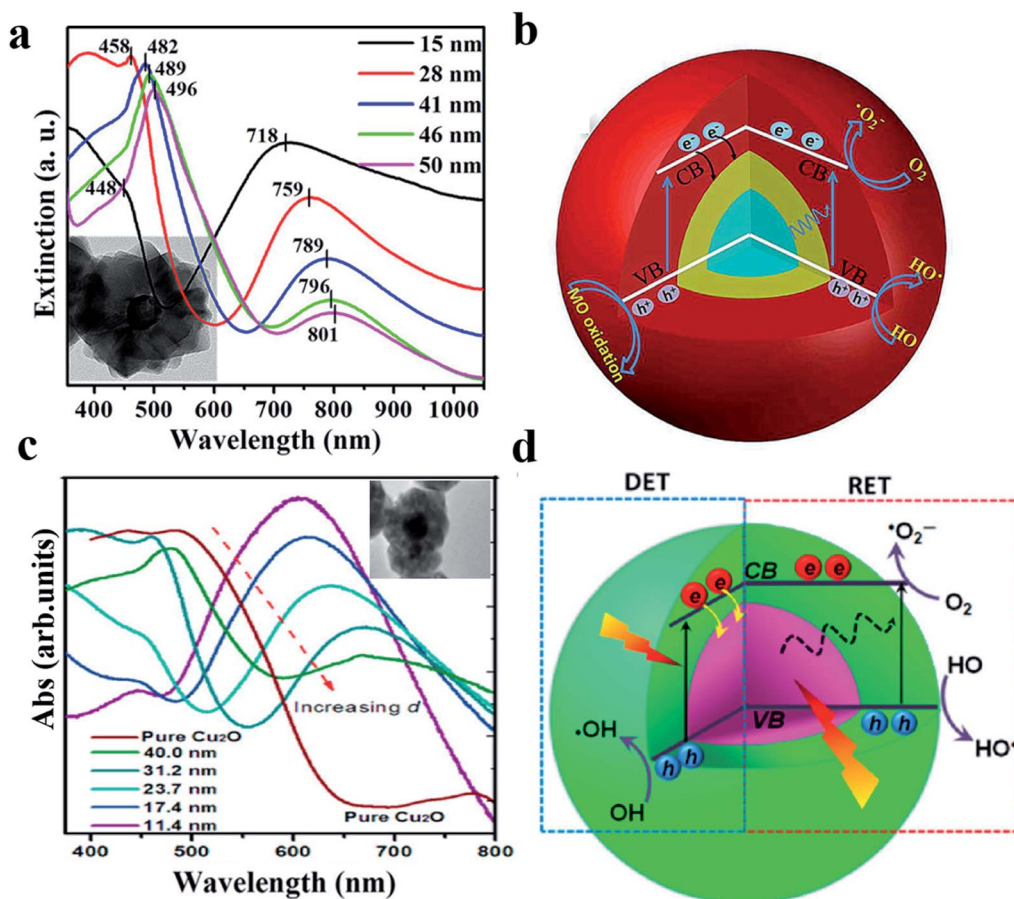 a
458
482
489
496
448
718
759
789
796
801
15 nm
28 nm
41 nm
46 nm
50 nm
Extinction (a. u.)
400 500 600 700 800 900 1000
Wavelength (nm)
b
e⁻ e⁻ e⁻ e⁻
CB
CB
·O₂⁻
O₂
VB
VB
h⁺ h⁺
h⁺ h⁺
HO·
HO
MO oxidation
c
Abs (arb.units)
Increasing d
Pure Cu₂O
40.0 nm
31.2 nm
23.7 nm
17.4 nm
11.4 nm
Pure Cu₂O
400 500 600 700 800
Wavelength (nm)
d
DET
RET
CB
e e
e e
·O₂⁻
O₂
VB
h h
h h
·OH
OH
HO
HO·